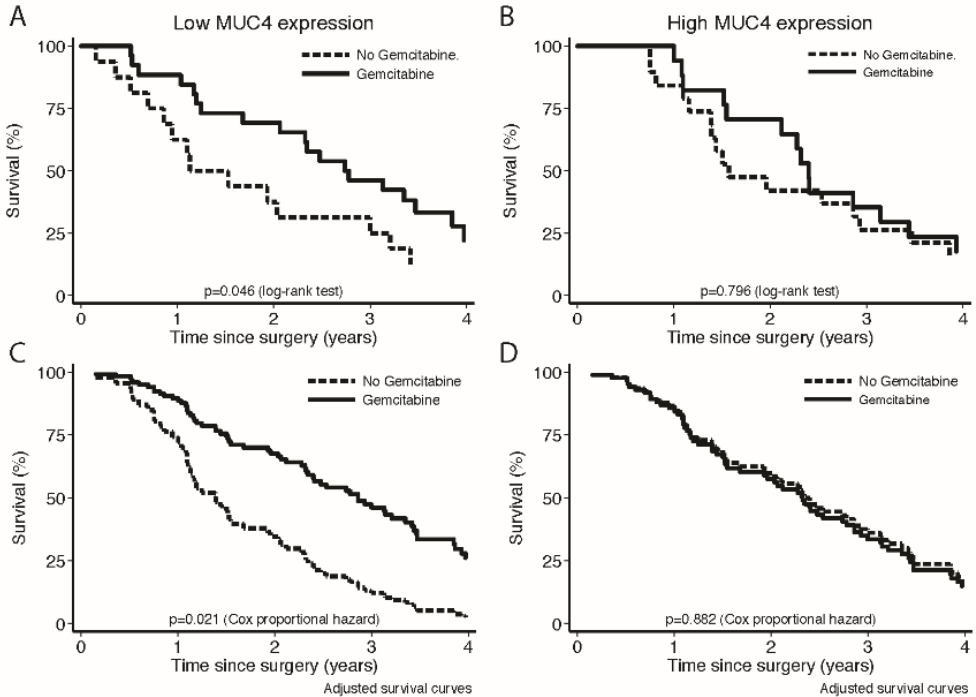 A
Low MUC4 expression
100
75
50
25
0
Survival (%)
No Gemcitabine.
Gemcitabine
p=0.046 (log-rank test)
0 1 2 3 4
Time since surgery (years)
B
High MUC4 expression
100
75
50
25
0
Survival (%)
No Gemcitabine.
Gemcitabine
p=0.796 (log-rank test)
0 1 2 3 4
Time since surgery (years)
C
100
75
50
25
0
Survival (%)
No Gemcitabine
Gemcitabine
p=0.021 (Cox proportional hazard)
0 1 2 3 4
Time since surgery (years)
Adjusted survival curves
D
100
75
50
25
0
Survival (%)
No Gemcitabine
Gemcitabine
p=0.882 (Cox proportional hazard)
0 1 2 3 4
Time since surgery (years)
Adjusted survival curves